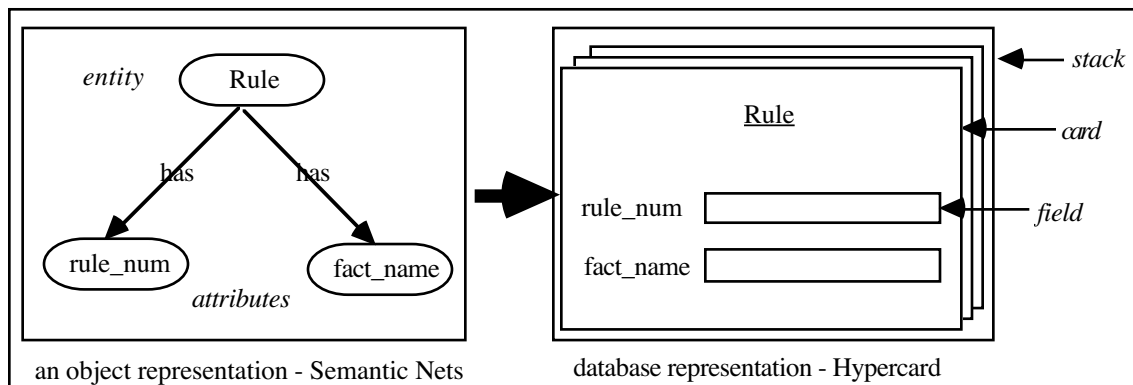 entity
Rule
has
has
rule_num
fact_name
attributes
an object representation - Semantic Nets
stack
Rule
card
rule_num
field
fact_name
database representation - Hypercard